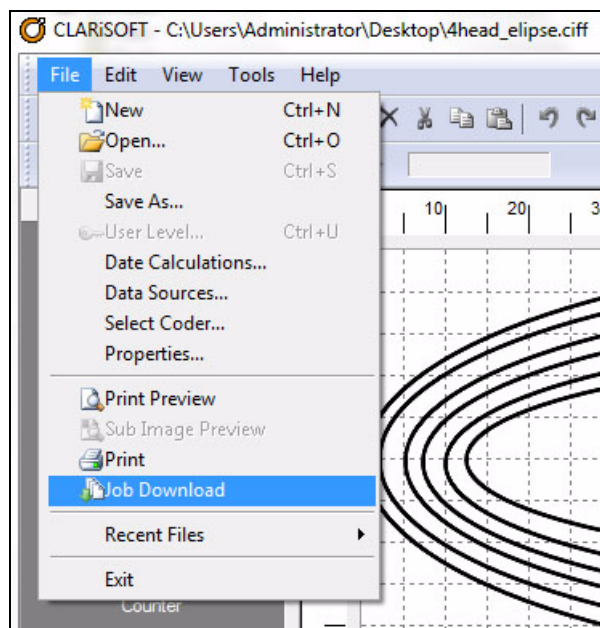 CLARiSOFT - C:\Users\Administrator\Desktop\4head_elipse.ciff
File Edit View Tools Help
New Ctrl+N
Open... Ctrl+O
Save Ctrl+S
Save As...
User Level... Ctrl+U
Date Calculations...
Data Sources...
Select Coder...
Properties...
Print Preview
Sub Image Preview
Print
Job Download
Recent Files
Exit
Counter
10 20 3